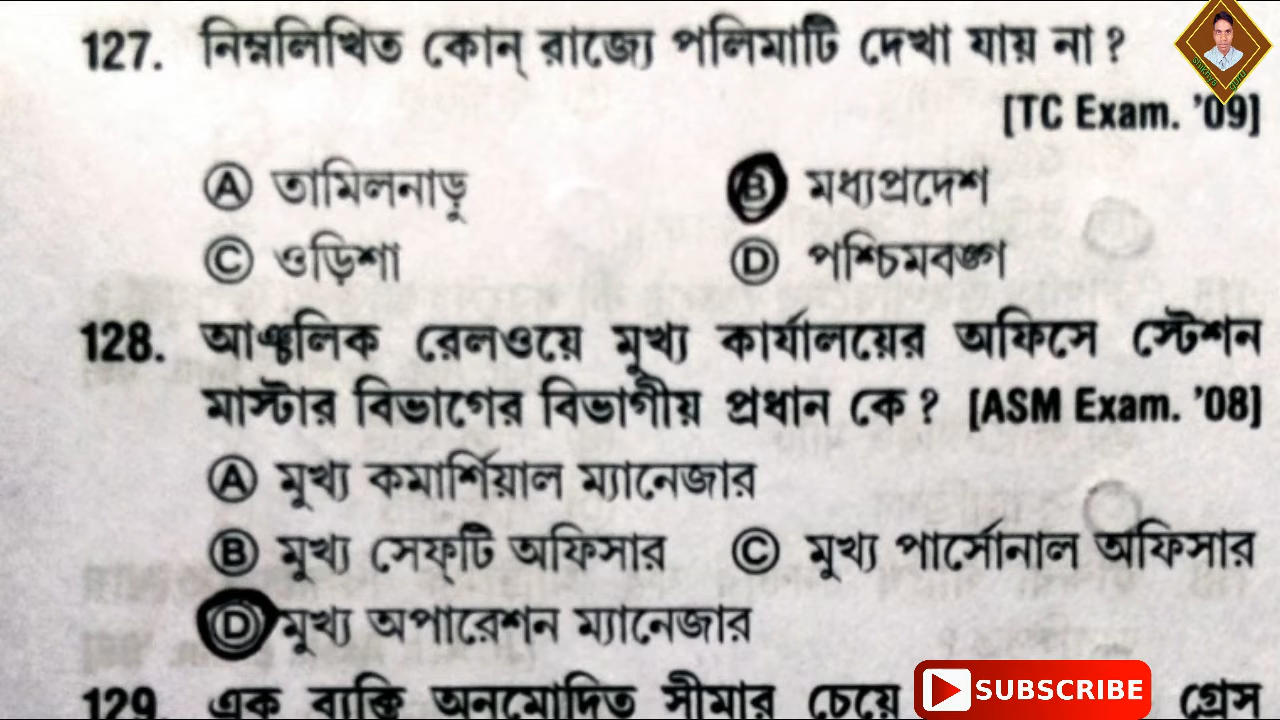 127. নিম্নলিখিত কোন্ রাজ্যে পলিমাটি দেখা যায় না ?
[TC Exam. ’09]
Ⓐ তামিলনাড়ু Ⓑ মধ্যপ্রদেশ
Ⓒ ওড়িশা Ⓓ পশ্চিমবঙ্গ
128. আঞ্চলিক রেলওয়ে মুখ্য কার্যালয়ের অফিসে স্টেশন
মাস্টার বিভাগের বিভাগীয় প্রধান কে ? [ASM Exam. ’08]
Ⓐ মুখ্য কমার্শিয়াল ম্যানেজার
Ⓑ মুখ্য সেফ্টি অফিসার Ⓒ মুখ্য পার্সোনাল অফিসার
Ⓓ মুখ্য অপারেশন ম্যানেজার
129. এক ব্যক্তি অনুমোদিত সীমার চেয়ে গ্রেস
SUBSCRIBE